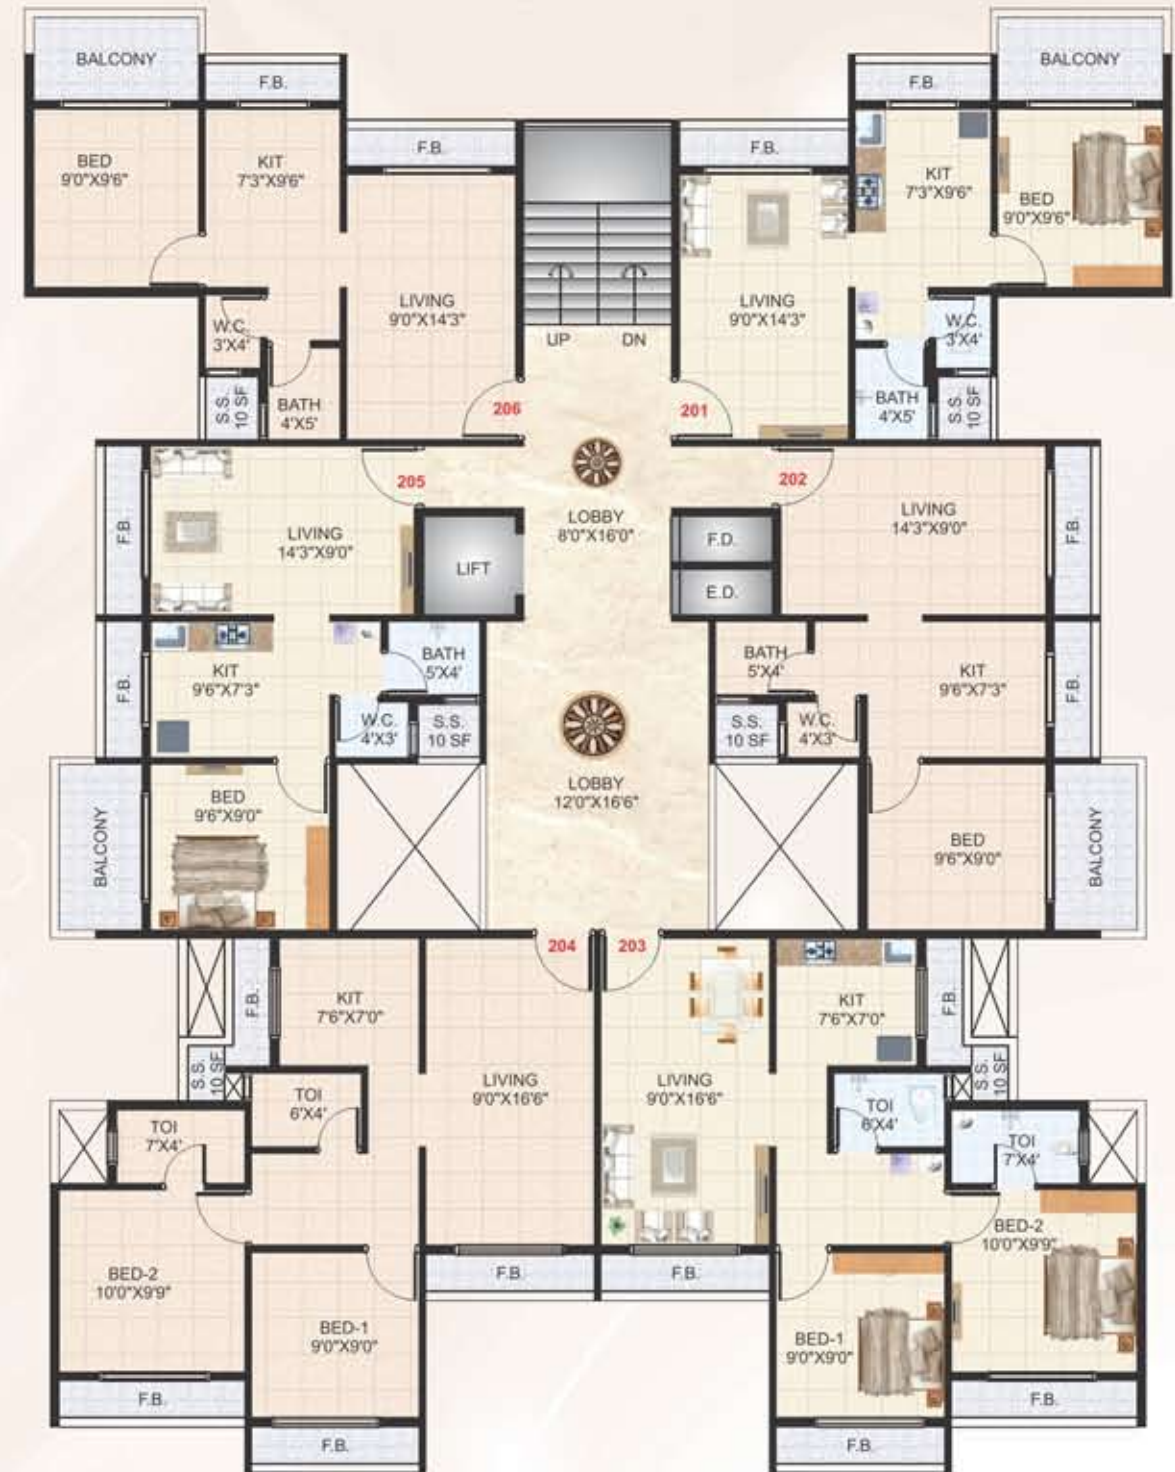 BALCONY
F.B.
BED
9'0"X9'6"
KIT
7'3"X9'6"
F.B.
LIVING
9'0"X14'3"
W.C.
3'X4'
S.S.
10 SF
BATH
4'X5'
206
UP
DN
F.B.
F.B.
BALCONY
KIT
7'3"X9'6"
BED
9'0"X9'6"
LIVING
9'0"X14'3"
W.C.
3'X4'
BATH
4'X5'
S.S.
10 SF
201
205
202
F.B.
LIVING
14'3"X9'0"
LIFT
LOBBY
8'0"X16'0"
F.D.
E.D.
LIVING
14'3"X9'0"
F.B.
F.B.
KIT
9'6"X7'3"
BATH
5'X4'
W.C.
4'X3'
S.S.
10 SF
BATH
5'X4'
S.S.
10 SF
W.C.
4'X3'
KIT
9'6"X7'3"
F.B.
BALCONY
BED
9'6"X9'0"
LOBBY
12'0"X16'6"
BED
9'6"X9'0"
BALCONY
204
203
F.B.
KIT
7'6"X7'0"
LIVING
9'0"X16'6"
S.S.
10 SF
TOI
6'X4'
TOI
7'X4'
BED-2
10'0"X9'9"
BED-1
9'0"X9'0"
F.B.
F.B.
F.B.
KIT
7'6"X7'0"
F.B.
LIVING
9'0"X16'6"
S.S.
10 SF
TOI
6'X4'
TOI
7'X4'
BED-2
10'0"X9'9"
BED-1
9'0"X9'0"
F.B.
F.B.
F.B.